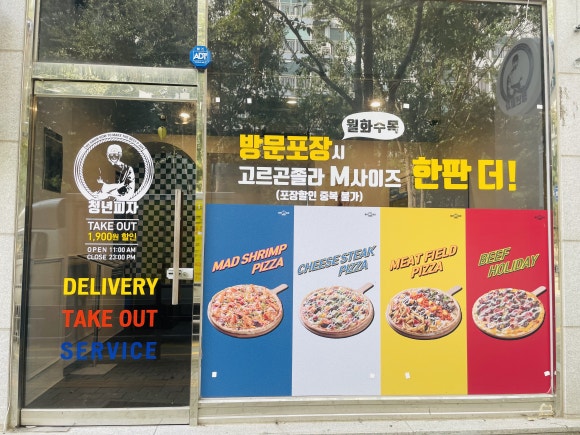 ADT
월화수목
방문포장시
고르곤졸라 M사이즈
(포장할인 중복 불가)
한판 더!
청년피자
TAKE OUT
1,900원 할인
OPEN 11:00 AM
CLOSE 23:00 PM
DELIVERY
TAKE OUT
SERVICE
MAD SHRIMP
PIZZA
CHEESE STEAK
PIZZA
MEAT FIELD
PIZZA
BEEF
HOLIDAY